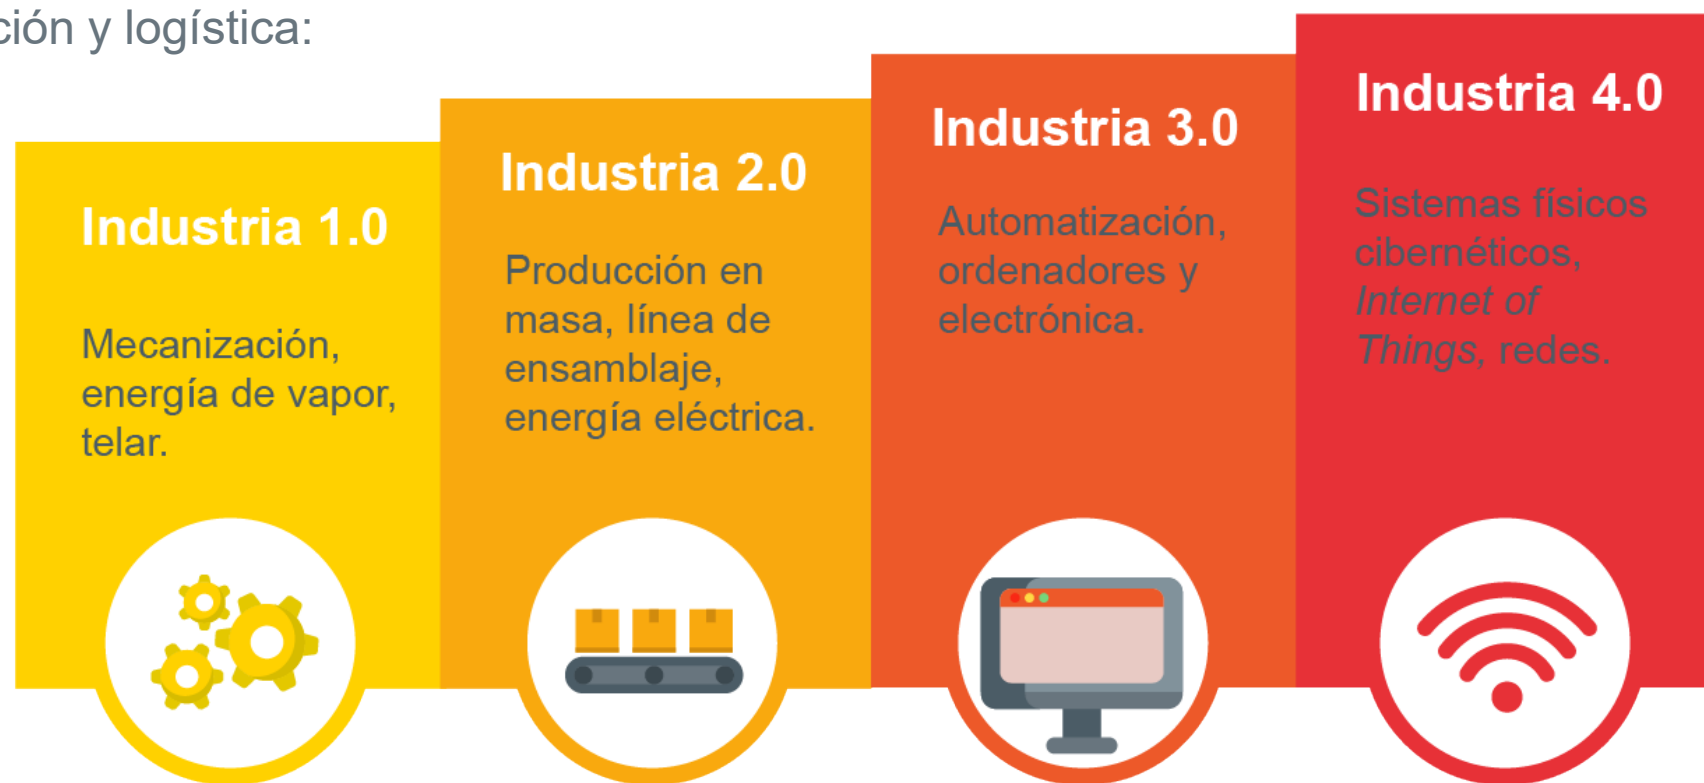 ción y logística:
Industria 1.0
Mecanización,
energía de vapor,
telar.
Industria 2.0
Producción en
masa, línea de
ensamblaje,
energía eléctrica.
Industria 3.0
Automatización,
ordenadores y
electrónica.
Industria 4.0
Sistemas físicos
cibernéticos,
Internet of
Things, redes.